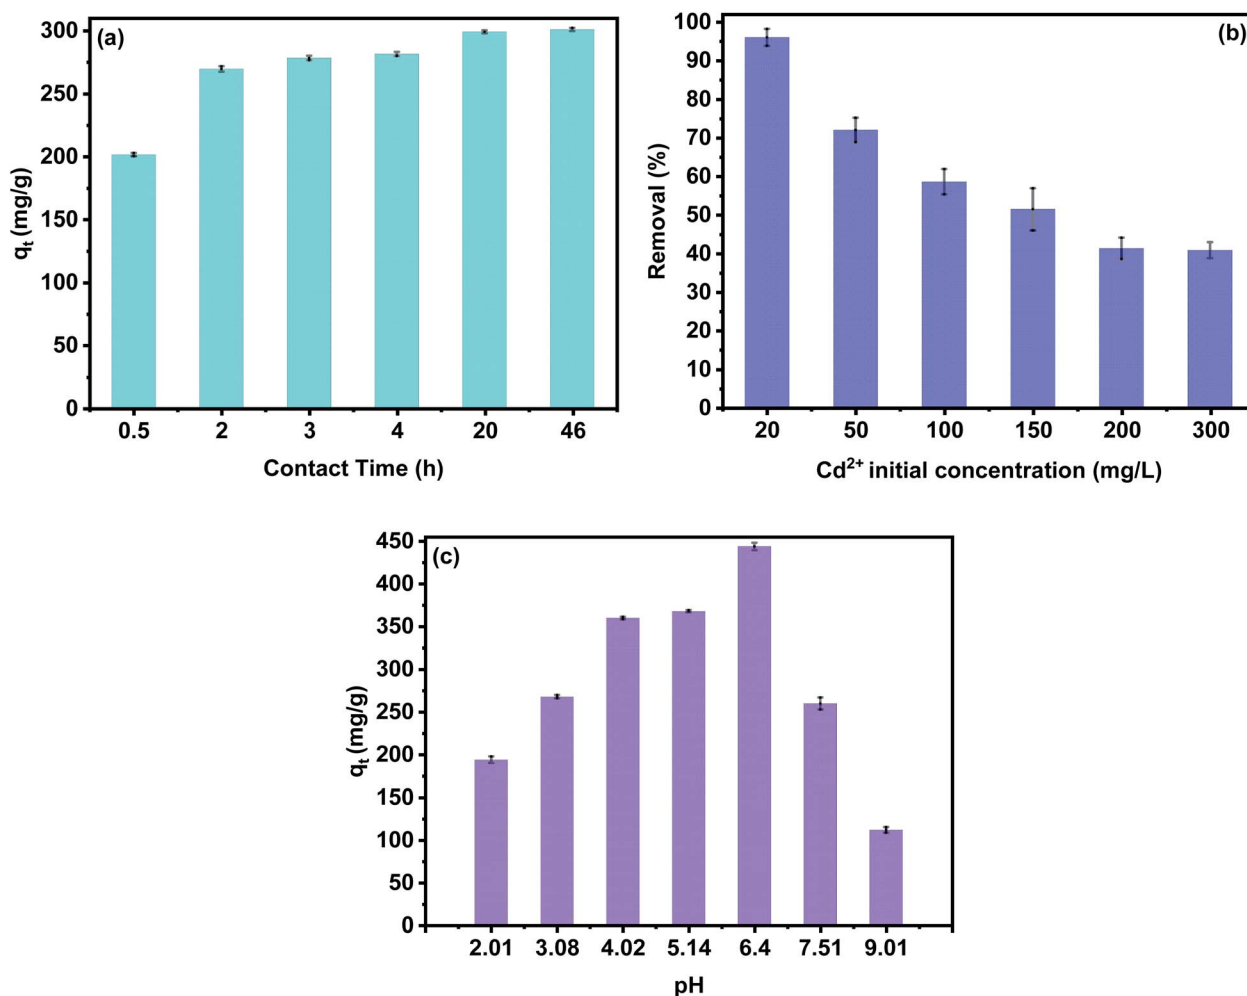 (a)
300
250
200
150
100
50
0
q_t (mg/g)
0.5 2 3 4 20 46
Contact Time (h)
(b)
100
90
80
70
60
50
40
30
20
10
0
Removal (%)
20 50 100 150 200 300
Cd²⁺ initial concentration (mg/L)
(c)
450
400
350
300
250
200
150
100
50
0
q_t (mg/g)
2.01 3.08 4.02 5.14 6.4 7.51 9.01
pH